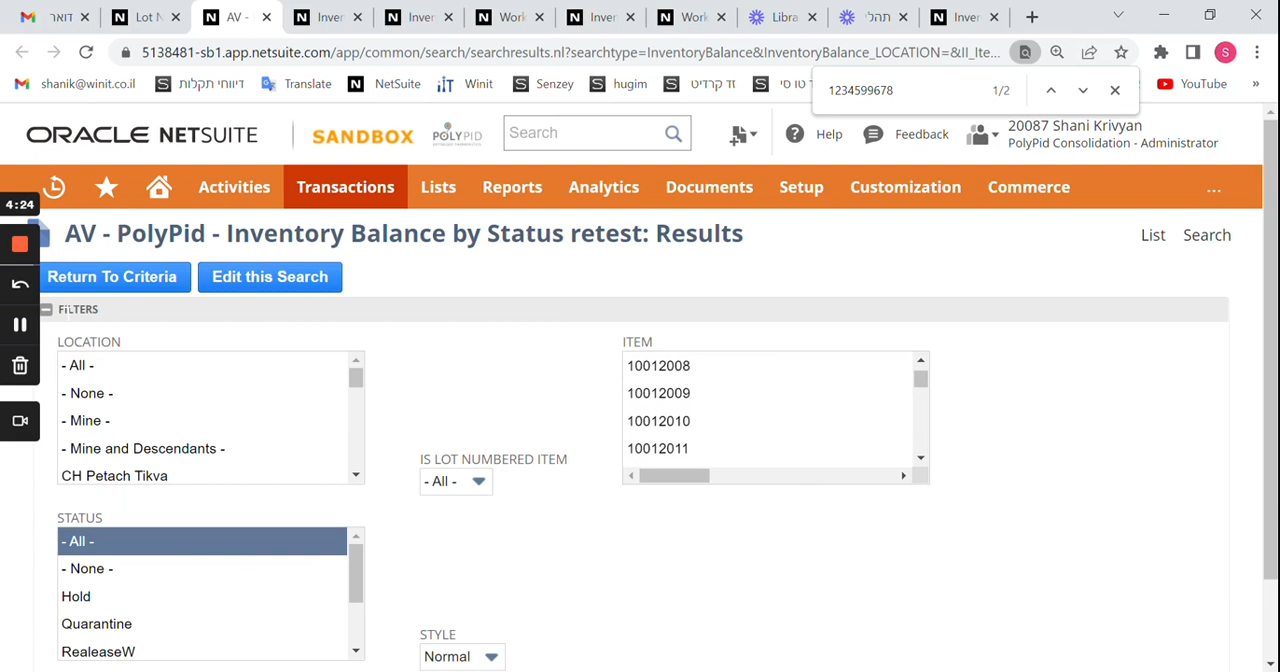 דואר
Lot N
AV -
Inver
Inver
Work
Inver
Work
Libra
תהלי
Inver
5138481-sb1.app.netsuite.com/app/common/search/searchresults.nl?searchtype=InventoryBalance&InventoryBalance_LOCATION=&II_Ite...
S
shanik@winit.co.il
דיווחי תקלות
Translate
NetSuite
Winit
Senzey
hugim
זד קרדיט
טו סי
YouTube
»
1234599678
1/2
ORACLE NETSUITE
SANDBOX
POLYPID
Search
Help
Feedback
20087 Shani Krivyan
PolyPid Consolidation - Administrator
Activities
Transactions
Lists
Reports
Analytics
Documents
Setup
Customization
Commerce
...
4:24
AV - PolyPid - Inventory Balance by Status retest: Results
List
Search
Return To Criteria
Edit this Search
FILTERS
LOCATION
- All -
- None -
- Mine -
- Mine and Descendants -
CH Petach Tikva
IS LOT NUMBERED ITEM
- All -
ITEM
10012008
10012009
10012010
10012011
STATUS
- All -
- None -
Hold
Quarantine
RealeaseW
STYLE
Normal